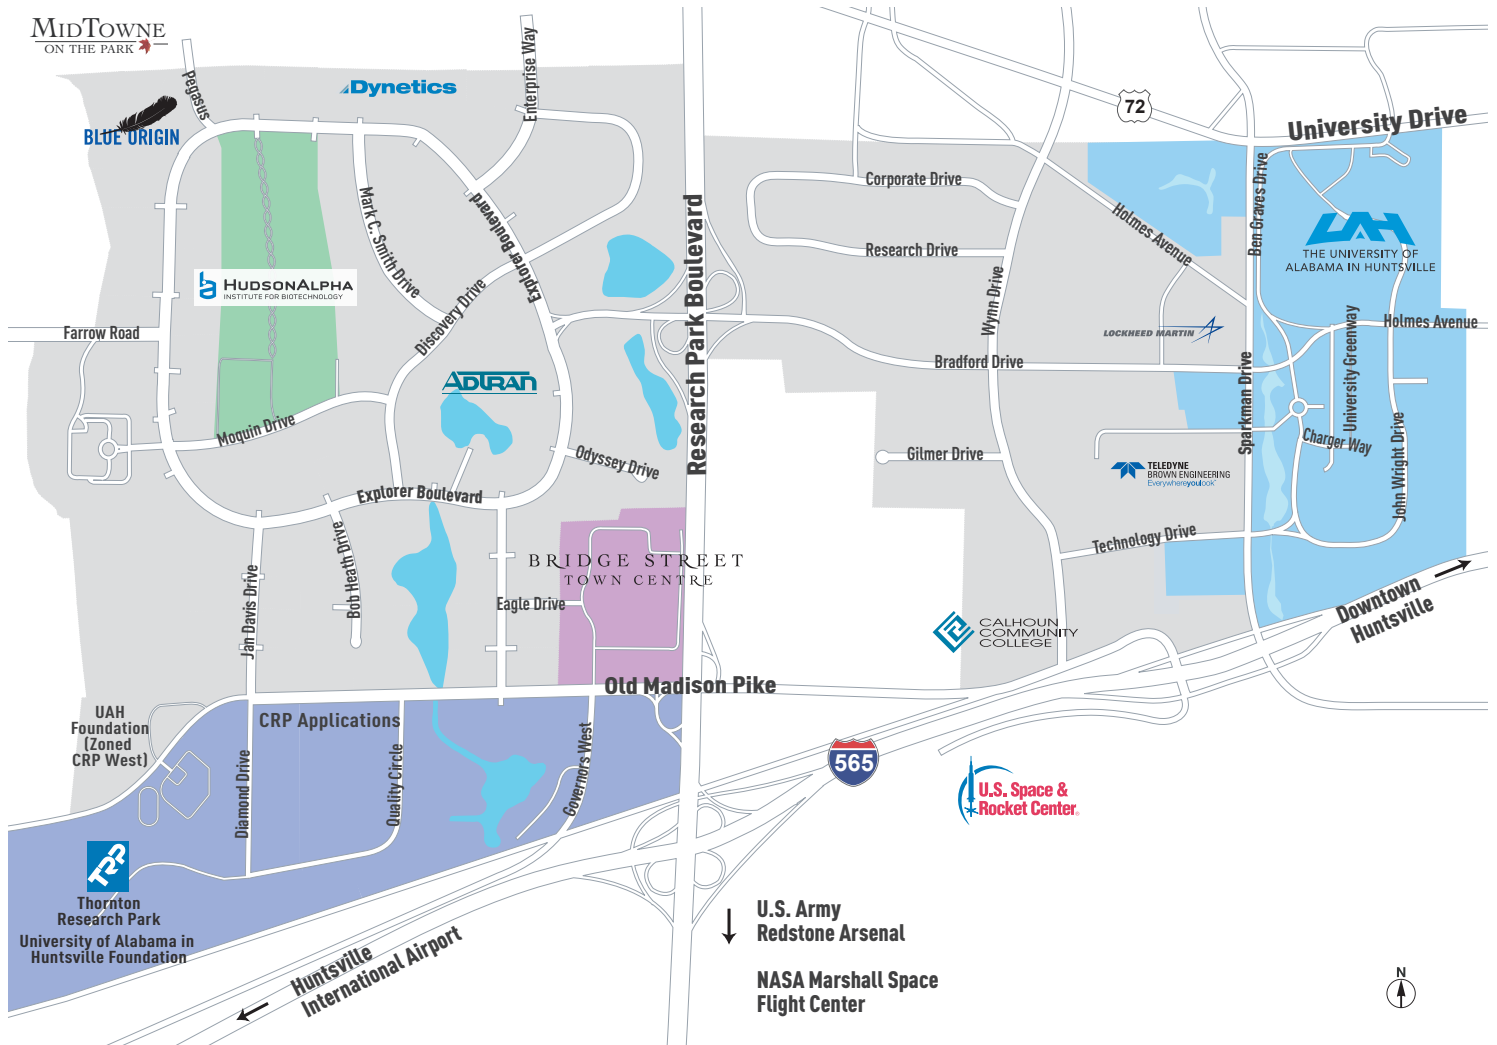 MIDTOWNE
ON THE PARK
Pegasus
Dynetics
Enterprise Way
BLUE ORIGIN
72
University Drive
Corporate Drive
Mark C. Smith Drive
Explorer Boulevard
Explorer Boulevard
Research Park Boulevard
Holmes Avenue
Ben Graves Drive
UAH
THE UNIVERSITY OF
ALABAMA IN HUNTSVILLE
Research Drive
HUDSONALPHA
INSTITUTE FOR BIOTECHNOLOGY
Discovery Drive
Wynn Drive
Farrow Road
LOCKHEED MARTIN
University Greenway
Holmes Avenue
Bradford Drive
ADTRAN
Sparkman Drive
Moquin Drive
Charger Way
John Wright Drive
Odyssey Drive
Gilmer Drive
TELEDYNE
BROWN ENGINEERING
Everywhereyoulook
Explorer Boulevard
Bob Heath Drive
Technology Drive
BRIDGE STREET
TOWN CENTRE
Jan Davis Drive
Eagle Drive
Downtown
Huntsville
CALHOUN
COMMUNITY
COLLEGE
Old Madison Pike
UAH
Foundation
(Zoned
CRP West)
CRP Applications
Diamond Drive
Quality Circle
Governors West
565
U.S. Space &
Rocket Center.
TRP
Thornton
Research Park
University of Alabama in
Huntsville Foundation
Huntsville
International Airport
U.S. Army
Redstone Arsenal
NASA Marshall Space
Flight Center
N